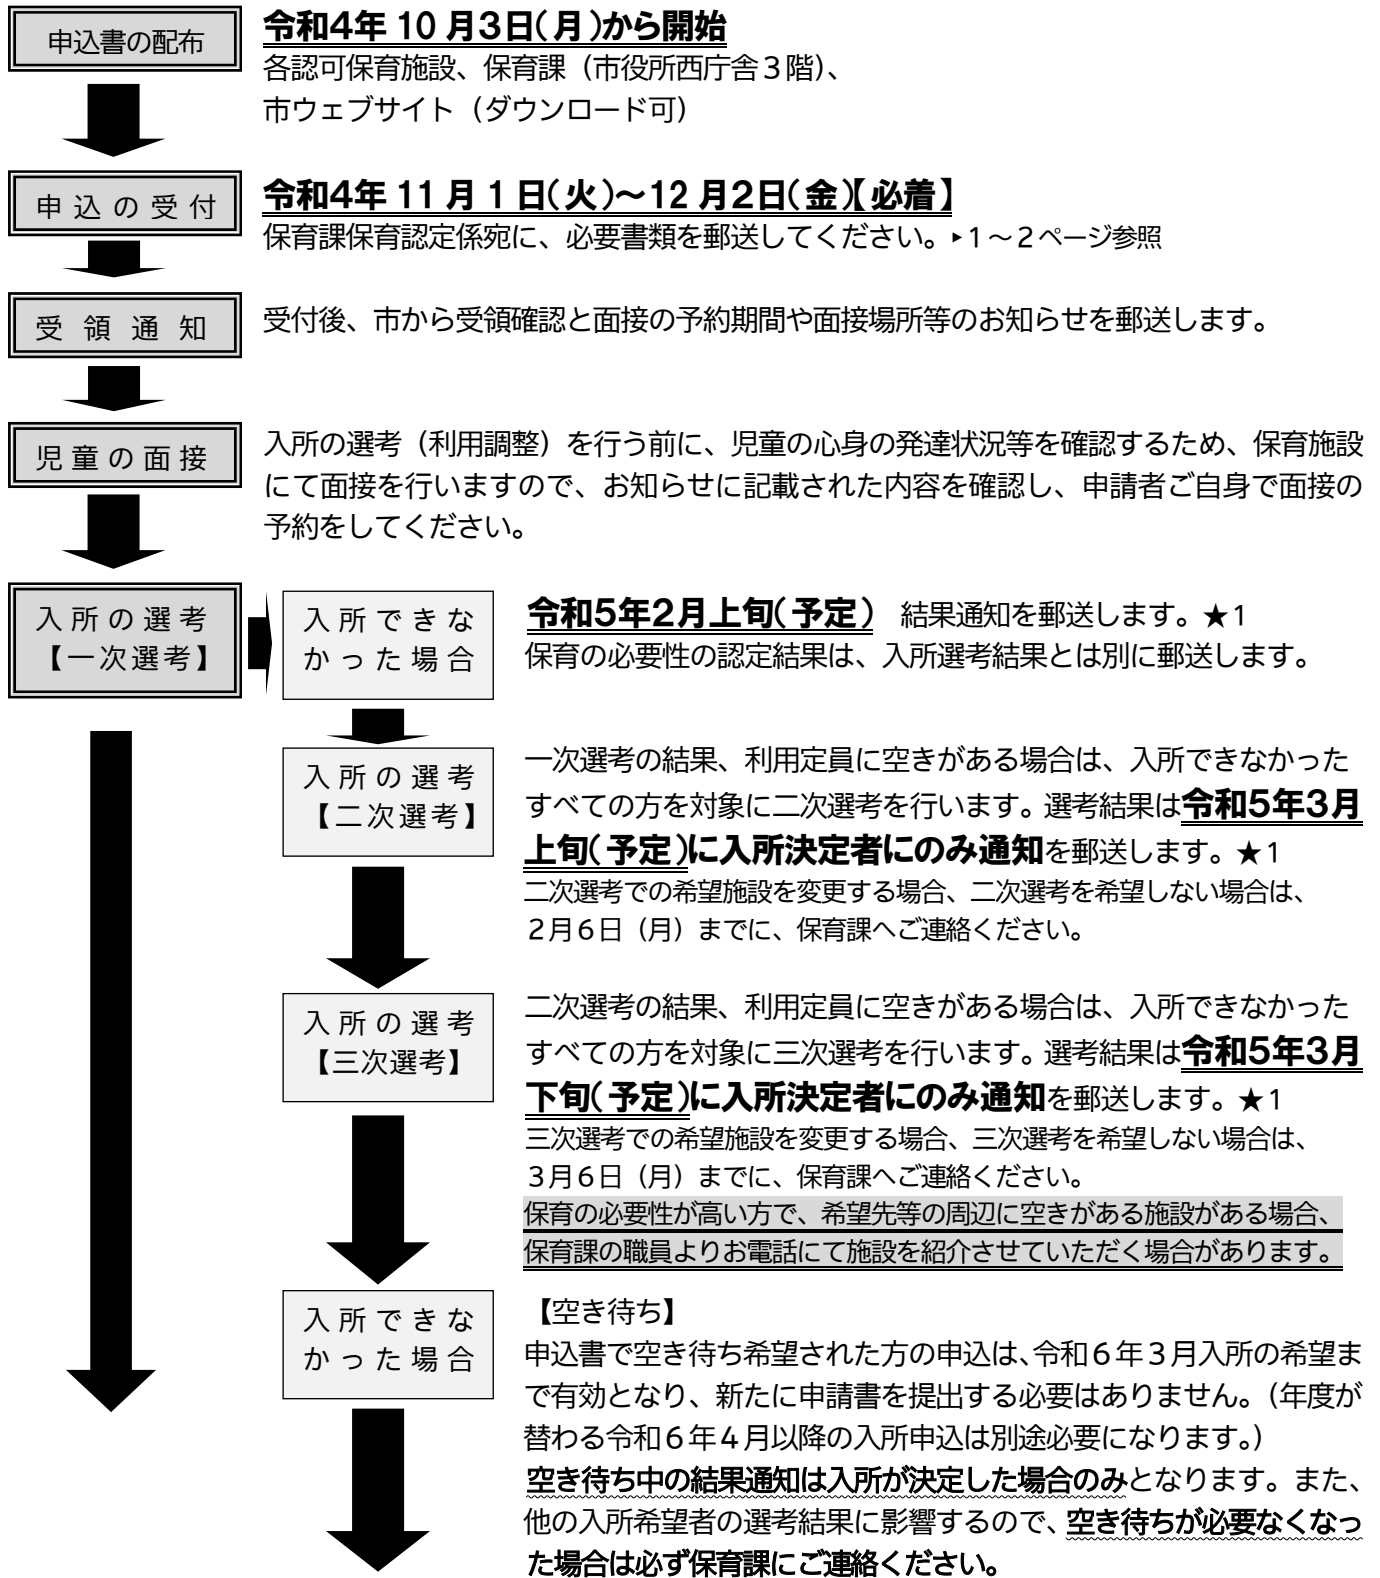 申込書の配布
令和4年 10 月3日(月)から開始
各認可保育施設、保育課（市役所西庁舎３階）、
市ウェブサイト（ダウンロード可）
申込の受付
令和4年 11 月 1 日(火)～12 月2日(金)【必着】
保育課保育認定係宛に、必要書類を郵送してください。▸１～２ページ参照
受領通知
受付後、市から受領確認と面接の予約期間や面接場所等のお知らせを郵送します。
児童の面接
入所の選考（利用調整）を行う前に、児童の心身の発達状況等を確認するため、保育施設
にて面接を行いますので、お知らせに記載された内容を確認し、申請者ご自身で面接の
予約をしてください。
入所の選考
【一次選考】
入所できな
かった場合
令和5年2月上旬(予定)　結果通知を郵送します。★1
保育の必要性の認定結果は、入所選考結果とは別に郵送します。
入所の選考
【二次選考】
一次選考の結果、利用定員に空きがある場合は、入所できなかった
すべての方を対象に二次選考を行います。選考結果は令和5年3月
上旬(予定)に入所決定者にのみ通知を郵送します。★1
二次選考での希望施設を変更する場合、二次選考を希望しない場合は、
２月６日（月）までに、保育課へご連絡ください。
入所の選考
【三次選考】
二次選考の結果、利用定員に空きがある場合は、入所できなかった
すべての方を対象に三次選考を行います。選考結果は令和5年3月
下旬(予定)に入所決定者にのみ通知を郵送します。★1
三次選考での希望施設を変更する場合、三次選考を希望しない場合は、
３月６日（月）までに、保育課へご連絡ください。
保育の必要性が高い方で、希望先等の周辺に空きがある施設がある場合、
保育課の職員よりお電話にて施設を紹介させていただく場合があります。
入所できな
かった場合
【空き待ち】
申込書で空き待ち希望された方の申込は、令和６年３月入所の希望ま
で有効となり、新たに申請書を提出する必要はありません。（年度が
替わる令和６年４月以降の入所申込は別途必要になります。）
空き待ち中の結果通知は入所が決定した場合のみとなります。また、
他の入所希望者の選考結果に影響するので、空き待ちが必要なくなっ
た場合は必ず保育課にご連絡ください。